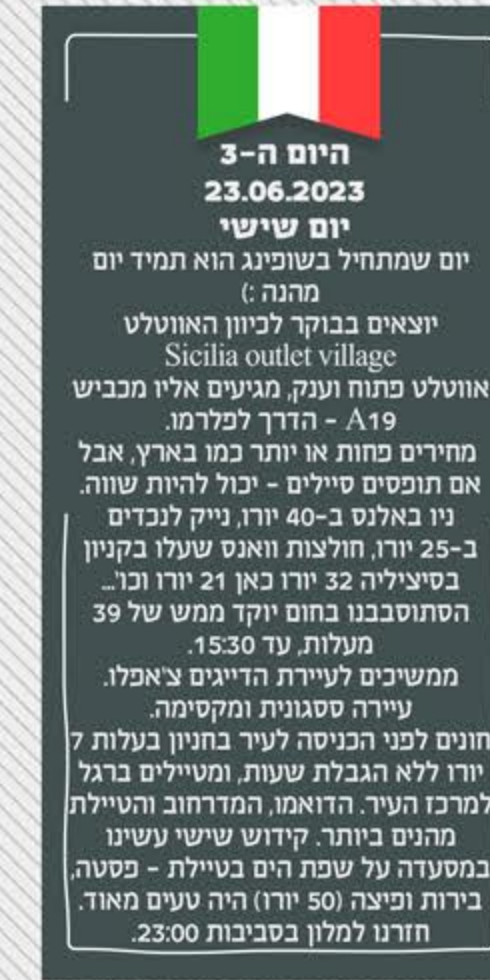 היום ה-3
23.06.2023
יום שישי
יום שמתחיל בשופינג הוא תמיד יום
מהנה :)
יוצאים בבוקר לכיוון האווטלט
Sicilia outlet village
אווטלט פתוח וענק, מגיעים אליו מכביש
A19 - הדרך לפלרמו.
מחירים פחות או יותר כמו בארץ, אבל
אם תופסים סיילים - יכול להיות שווה.
ניו באלנס ב-40 יורו, נייק לנכדים
ב-25 יורו, חולצות וואנס שעלו בקניון
בסיציליה 32 יורו כאן 21 יורו וכו'...
הסתוסבבנו בחום יוקד ממש של 39
מעלות, עד 15:30.
ממשיכים לעיירת הדייגים צ'אפלו.
עיירה ססגונית ומקסימה.
חונים לפני הכניסה לעיר בחניון בעלות 7
יורו ללא הגבלת שעות, ומטיילים ברגל
למרכז העיר. הדואמו, המדרחוב והטיילת
מהנים ביותר. קידוש שישי עשינו
במסעדה על שפת הים בטיילת - פסטה,
בירות ופיצה (50 יורו) היה טעים מאוד.
חזרנו למלון בסביבות 23:00.